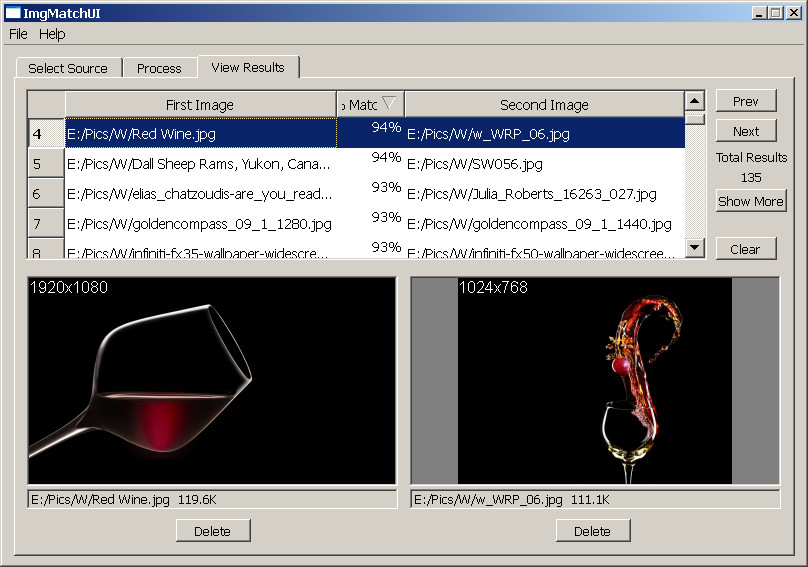 ImgMatchUI
File Help
Select Source Process View Results
First Image Matc Second Image
4 E:/Pics/W/Red Wine.jpg 94% E:/Pics/W/w_WRP_06.jpg
5 E:/Pics/W/Dall Sheep Rams, Yukon, Cana... 94% E:/Pics/W/SW056.jpg
6 E:/Pics/W/elias_chatzoudis-are_you_read... 93% E:/Pics/W/Julia_Roberts_16263_027.jpg
7 E:/Pics/W/goldencompass_09_1_1280.jpg 93% E:/Pics/W/goldencompass_09_1_1440.jpg
8 E:/Pics/W/infiniti-fx35-wallpaper-widescre... 93% E:/Pics/W/infiniti-fx50-wallpaper-widescree...
Prev
Next
Total Results
135
Show More
Clear
1920x1080
1024x768
E:/Pics/W/Red Wine.jpg 119.6K
E:/Pics/W/w_WRP_06.jpg 111.1K
Delete
Delete